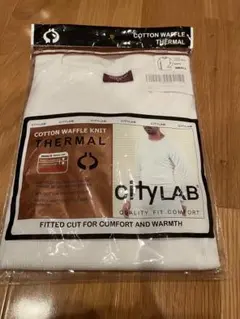 COTTON WAFFLE
THERMAL
COTTON WAFFLE KNIT
THERMAL
cityLAB®
QUALITY FIT COMFORT
FITTED CUT FOR COMFORT AND WARMTH